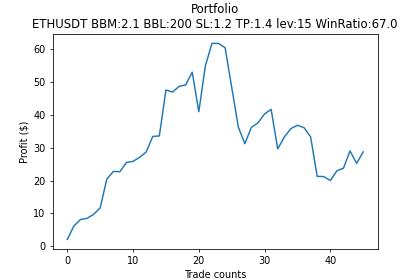 Portfolio
ETHUSDT BBM:2.1 BBL:200 SL:1.2 TP:1.4 lev:15 WinRatio:67.0
60
50
40
30
20
10
0
Profit ($)
0 10 20 30 40
Trade counts